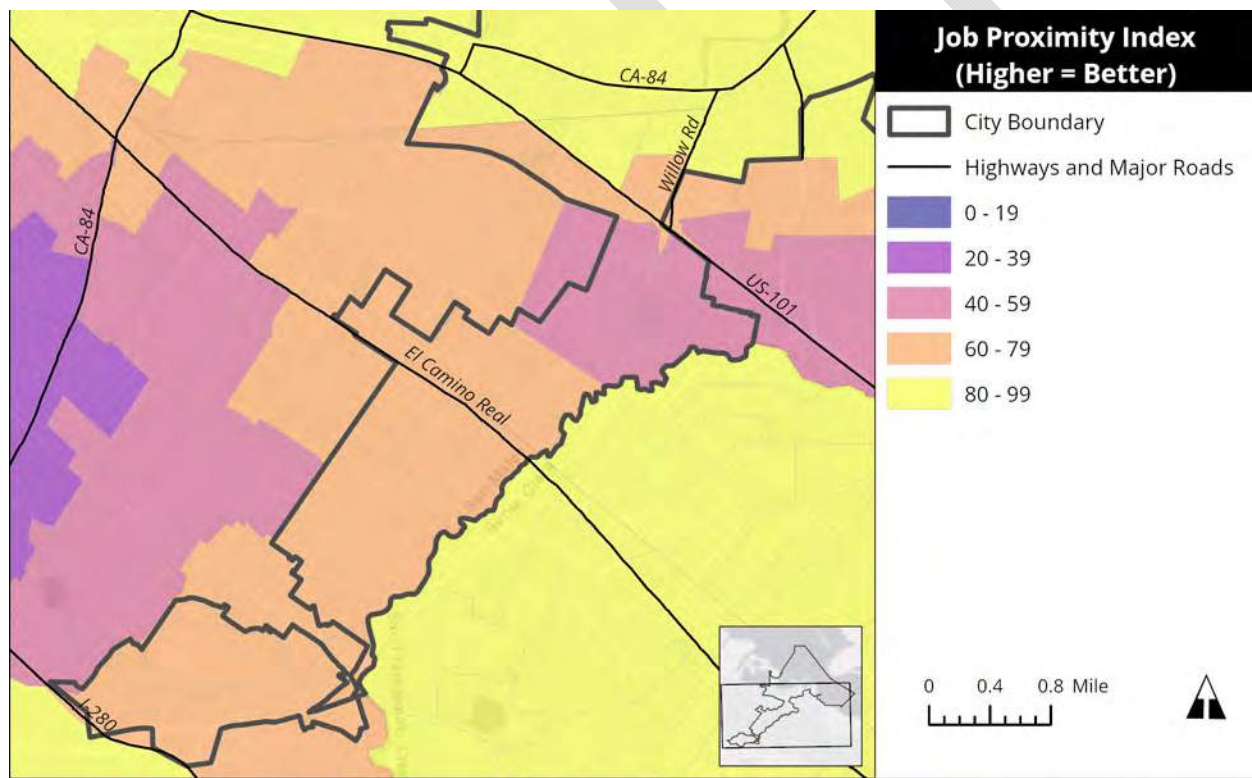 Job Proximity Index
(Higher = Better)
City Boundary
Highways and Major Roads
0 - 19
20 - 39
40 - 59
60 - 79
80 - 99
CA-84
Willow Rd
CA-84
US-101
El Camino Real
I-280
0 0.4 0.8 Mile